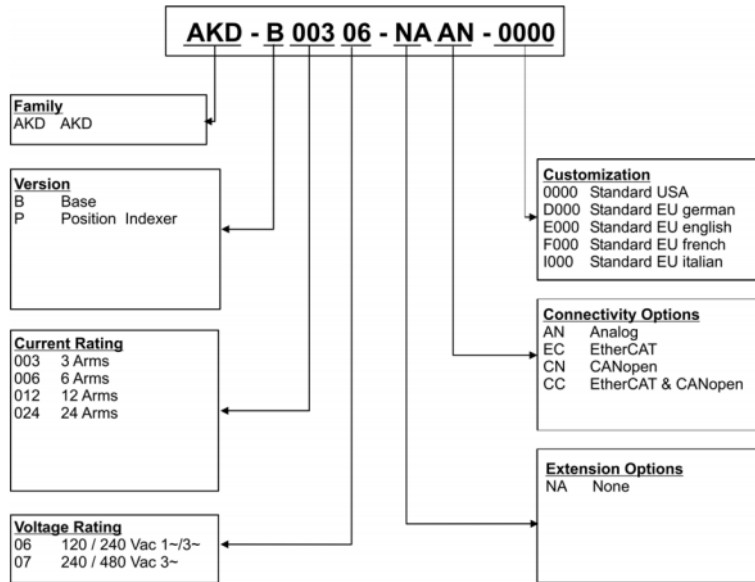 AKD - B 003 06 - NA AN - 0000
Family
AKD AKD
Version
B Base
P Position Indexer
Current Rating
003 3 Arms
006 6 Arms
012 12 Arms
024 24 Arms
Voltage Rating
06 120 / 240 Vac 1~/3~
07 240 / 480 Vac 3~
Customization
0000 Standard USA
D000 Standard EU german
E000 Standard EU english
F000 Standard EU french
I000 Standard EU italian
Connectivity Options
AN Analog
EC EtherCAT
CN CANopen
CC EtherCAT & CANopen
Extension Options
NA None